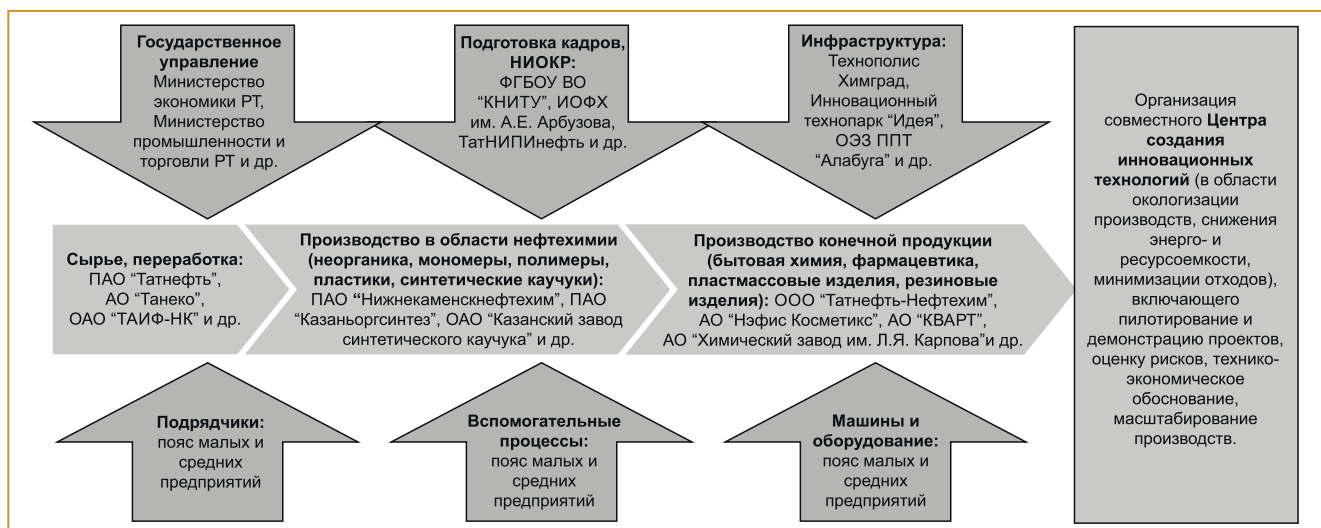 Государственное
управление
Министерство
экономики РТ,
Министерство
промышленности и
торговли РТ и др.
Подготовка кадров,
НИОКР:
ФГБОУ ВО
“КНИТУ”, ИОФХ
им. А.Е. Арбузова,
ТатНИПИнефть и др.
Инфраструктура:
Технополис
Химград,
Инновационный
технопарк “Идея”,
ОЭЗ ППТ
“Алабуга” и др.
Сырье, переработка:
ПАО “Татнефть”,
АО “Танеко”,
ОАО “ТАИФ-НК” и др.
Производство в области нефтехимии
(неорганика, мономеры, полимеры,
пластики, синтетические каучуки):
ПАО “Нижнекаменскнефтехим”, ПАО
“Казаньоргсинтез”, ОАО “Казанский завод
синтетического каучука” и др.
Производство конечной продукции
(бытовая химия, фармацевтика,
пластмассовые изделия, резиновые
изделия): ООО “Татнефть-Нефтехим”,
АО “Нэфис Косметикс”, АО “КВАРТ”,
АО “Химический завод им. Л.Я. Карпова”и др.
Подрядчики:
пояс малых и
средних
предприятий
Вспомогательные
процессы:
пояс малых и
средних
предприятий
Машины и
оборудование:
пояс малых и
средних
предприятий
Организация
совместного Центра
создания
инновационных
технологий (в области
окологизации
производств, снижения
энерго- и
ресурсоемкости,
минимизации отходов),
включающего
пилотирование и
демонстрацию проектов,
оценку рисков, технико-
экономическое
обоснование,
масштабирование
производств.